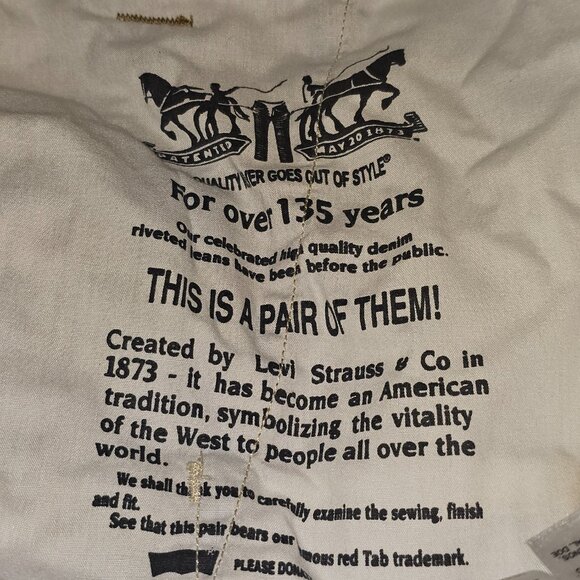 PATENTED
MAY 20 1873
QUALITY NEVER GOES OUT OF STYLE®
For over 135 years
Our celebrated high quality denim
riveted jeans have been before the public.
THIS IS A PAIR OF THEM!
Created by Levi Strauss & Co in
1873 - it has become an American
tradition, symbolizing the vitality
of the West to people all over the
world.
We shall thank you to carefully examine the sewing, finish
and fit.
See that this pair bears our famous red Tab trademark.
PLEASE